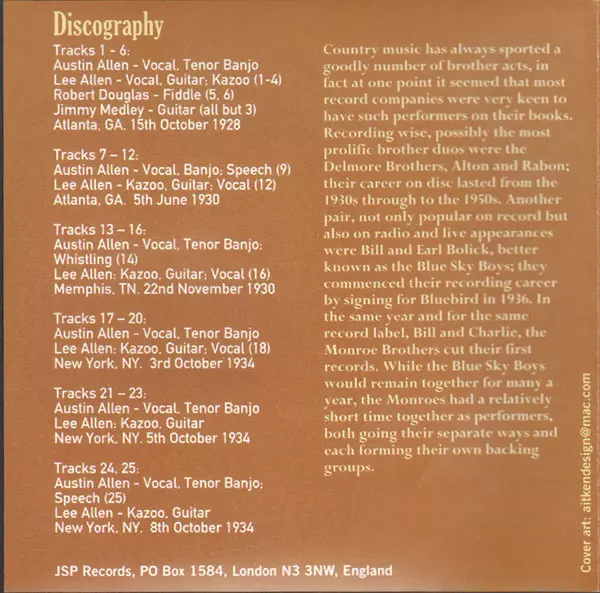 Discography
Tracks 1 - 6:
Austin Allen - Vocal, Tenor Banjo
Lee Allen - Vocal, Guitar; Kazoo (1-4)
Robert Douglas - Fiddle (5, 6)
Jimmy Medley - Guitar (all but 3)
Atlanta, GA. 15th October 1928
Tracks 7 – 12:
Austin Allen - Vocal, Banjo; Speech (9)
Lee Allen - Kazoo, Guitar; Vocal (12)
Atlanta, GA.  5th June 1930
Tracks 13 – 16:
Austin Allen - Vocal, Tenor Banjo;
Whistling (14)
Lee Allen: Kazoo, Guitar; Vocal (16)
Memphis, TN. 22nd November 1930
Tracks 17 – 20:
Austin Allen - Vocal, Tenor Banjo
Lee Allen: Kazoo, Guitar; Vocal (18)
New York, NY.  3rd October 1934
Tracks 21 – 23:
Austin Allen - Vocal, Tenor Banjo
Lee Allen; Kazoo, Guitar
New York, NY. 5th October 1934
Tracks 24, 25:
Austin Allen - Vocal, Tenor Banjo;
Speech (25)
Lee Allen - Kazoo, Guitar
New York, NY.  8th October 1934
JSP Records, PO Box 1584, London N3 3NW, England
Country music has always sported a
goodly number of brother acts, in
fact at one point it seemed that most
record companies were very keen to
have such performers on their books.
Recording wise, possibly the most
prolific brother duos were the
Delmore Brothers, Alton and Rabon;
their career on disc lasted from the
1930s through to the 1950s. Another
pair, not only popular on record but
also on radio and live appearances
were Bill and Earl Bolick, better
known as the Blue Sky Boys; they
commenced their recording career
by signing for Bluebird in 1936. In
the same year and for the same
record label, Bill and Charlie, the
Monroe Brothers cut their first
records. While the Blue Sky Boys
would remain together for many a
year, the Monroes had a relatively
short time together as performers,
both going their separate ways and
each forming their own backing
groups.
Cover art: aitkendesign@mac.com